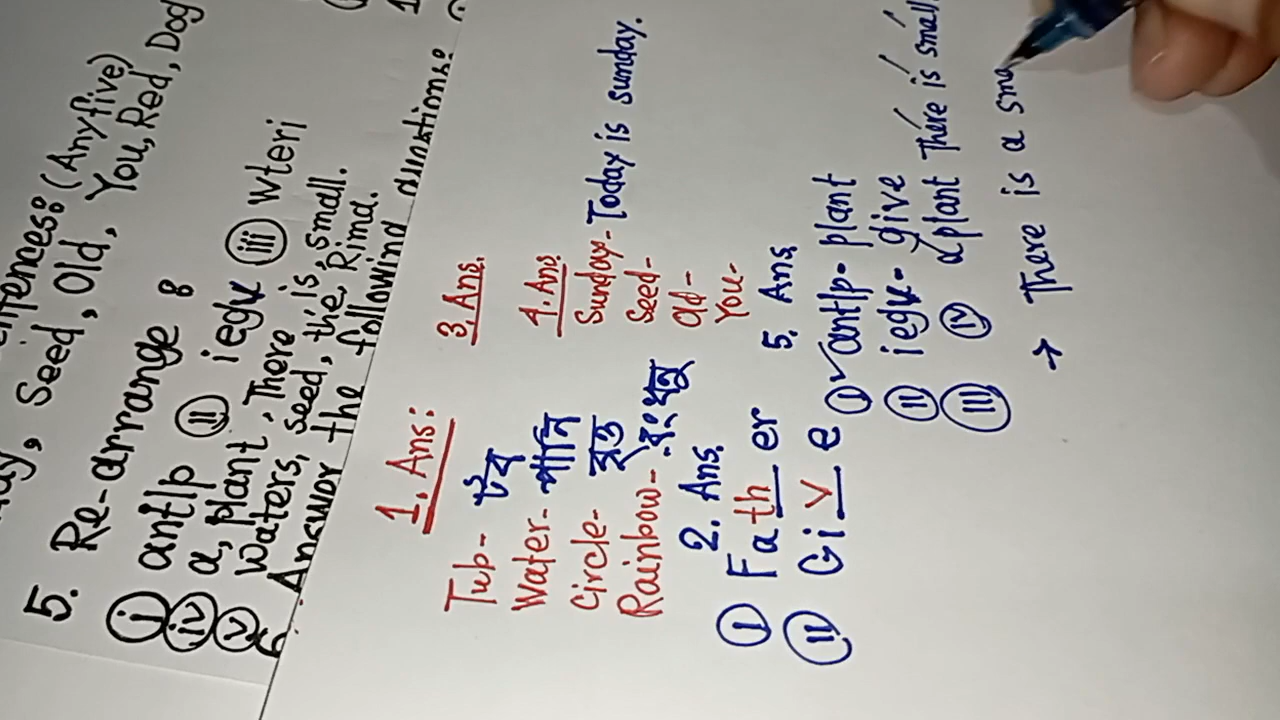 Seed, Old, You, Red, Dog
5. Re-arrange :
(i) antlp (ii) iegv (iii) wteri
(iv) a, plant, There is, small.
(v) Waters, seed, the, Rima.
6. Answer the following
1. Ans:
Tub- টব
Water- পানি
Circle- বৃত্ত
Rainbow- রংধনু
2. Ans.
(i) Father
(ii) Give
3. Ans.
4. Ans
Sunday- Today is sunday.
Seed-
Old-
You-
5. Ans
(i) antlp- plant
(ii) iegv- give
(iii) (iv) a plant There is small
→ There is a sma